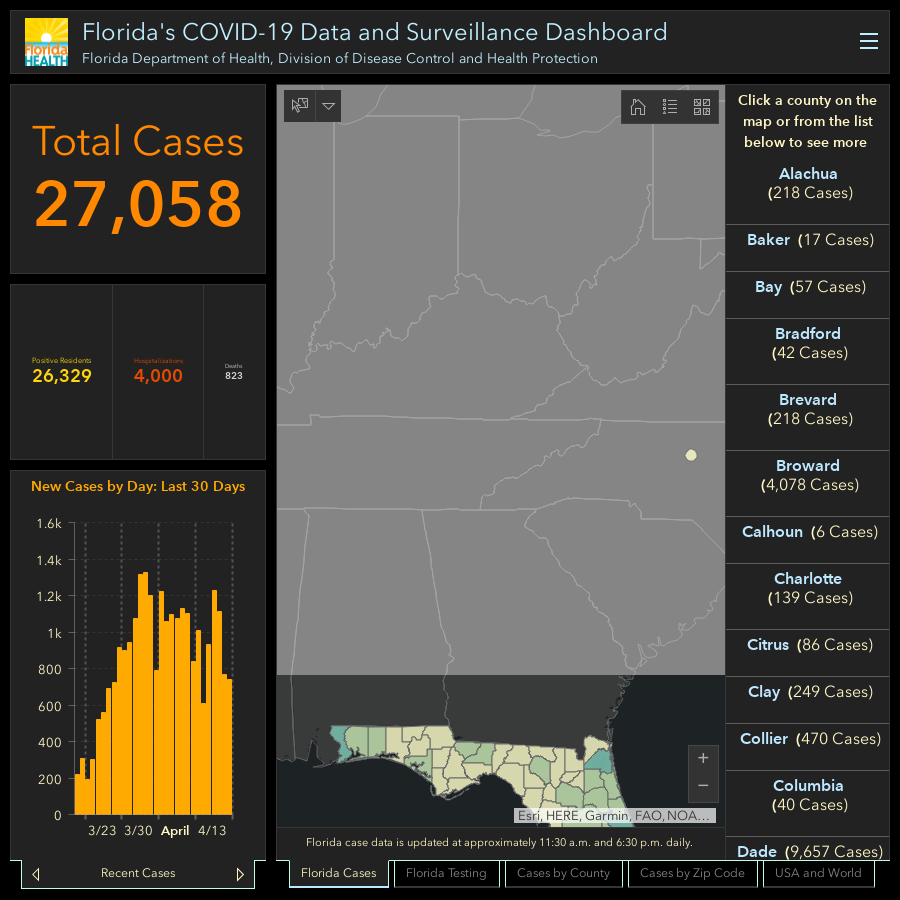 Florida
HEALTH
Florida's COVID-19 Data and Surveillance Dashboard
Florida Department of Health, Division of Disease Control and Health Protection
Total Cases
27,058
Positive Residents
26,329
Hospitalizations
4,000
Deaths
823
New Cases by Day: Last 30 Days
1.6k
1.4k
1.2k
1k
800
600
400
200
0
3/23 3/30 April 4/13
Recent Cases
Esri, HERE, Garmin, FAO, NOA...
Florida case data is updated at approximately 11:30 a.m. and 6:30 p.m. daily.
Florida Cases
Florida Testing
Cases by County
Cases by Zip Code
USA and World
Click a county on the
map or from the list
below to see more
Alachua
(218 Cases)
Baker (17 Cases)
Bay (57 Cases)
Bradford
(42 Cases)
Brevard
(218 Cases)
Broward
(4,078 Cases)
Calhoun (6 Cases)
Charlotte
(139 Cases)
Citrus (86 Cases)
Clay (249 Cases)
Collier (470 Cases)
Columbia
(40 Cases)
Dade (9,657 Cases)